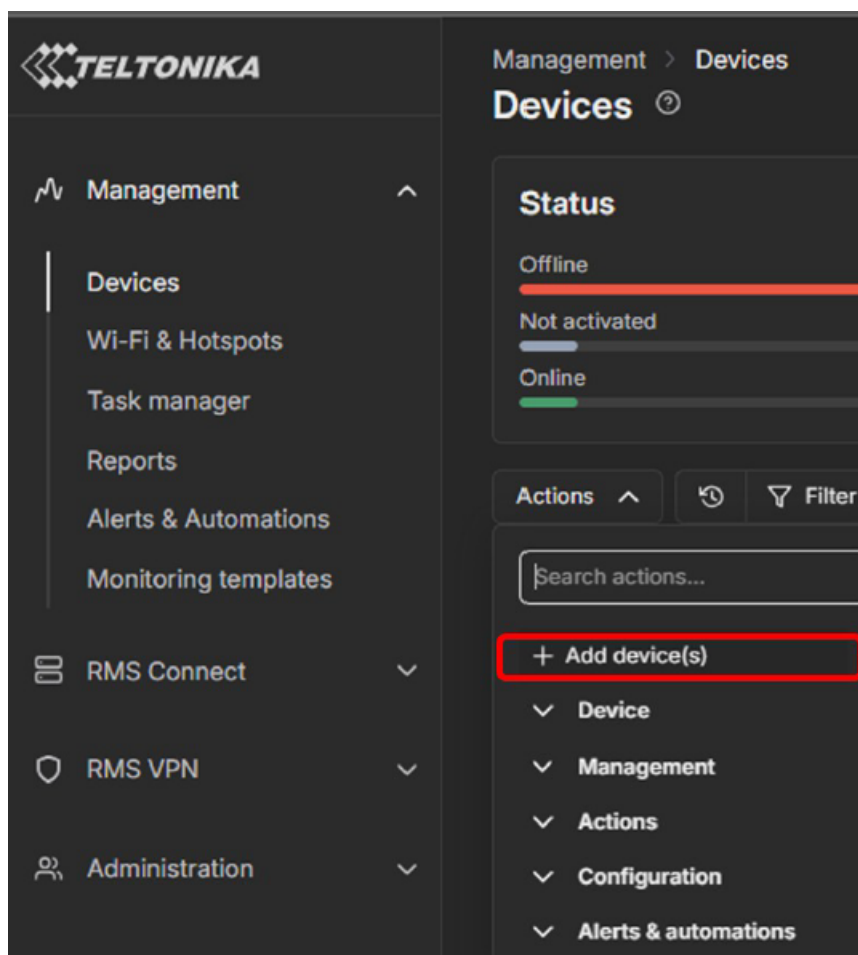 TELTONIKA
Management
Devices
Wi-Fi & Hotspots
Task manager
Reports
Alerts & Automations
Monitoring templates
RMS Connect
RMS VPN
Administration
Management > Devices
Devices
Status
Offline
Not activated
Online
Actions Filter
Search actions...
+ Add device(s)
Device
Management
Actions
Configuration
Alerts & automations